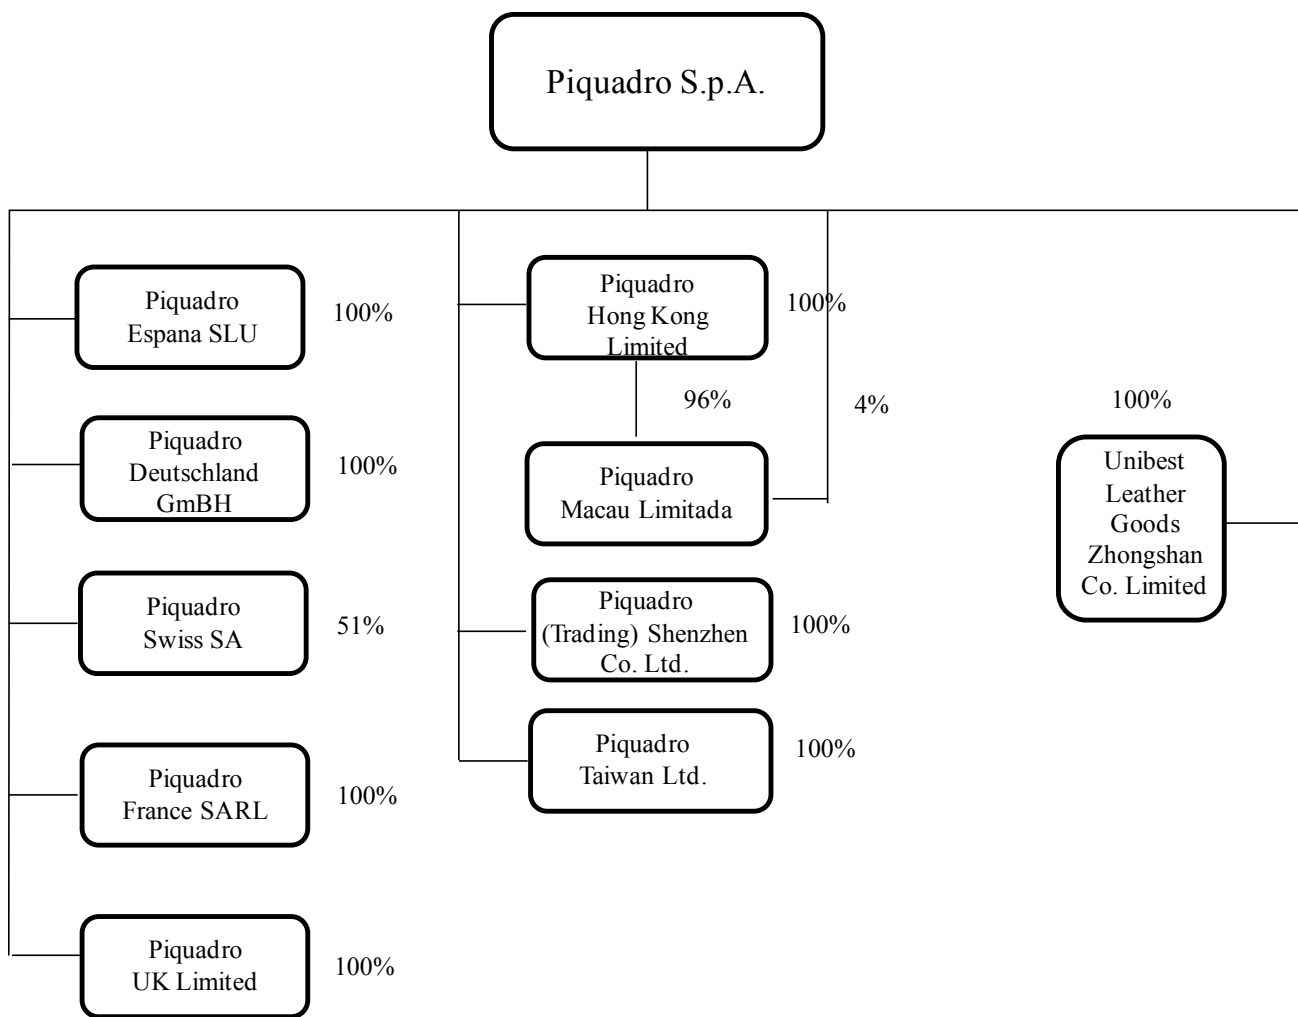 Piquadro S.p.A.
Piquadro
Espana SLU
100%
Piquadro
Deutschland
GmBH
100%
Piquadro
Swiss SA
51%
Piquadro
France SARL
100%
Piquadro
UK Limited
100%
Piquadro
Hong Kong
Limited
100%
96%
4%
Piquadro
Macau Limitada
Piquadro
(Trading) Shenzhen
Co. Ltd.
100%
Piquadro
Taiwan Ltd.
100%
100%
Unibest
Leather
Goods
Zhongshan
Co. Limited